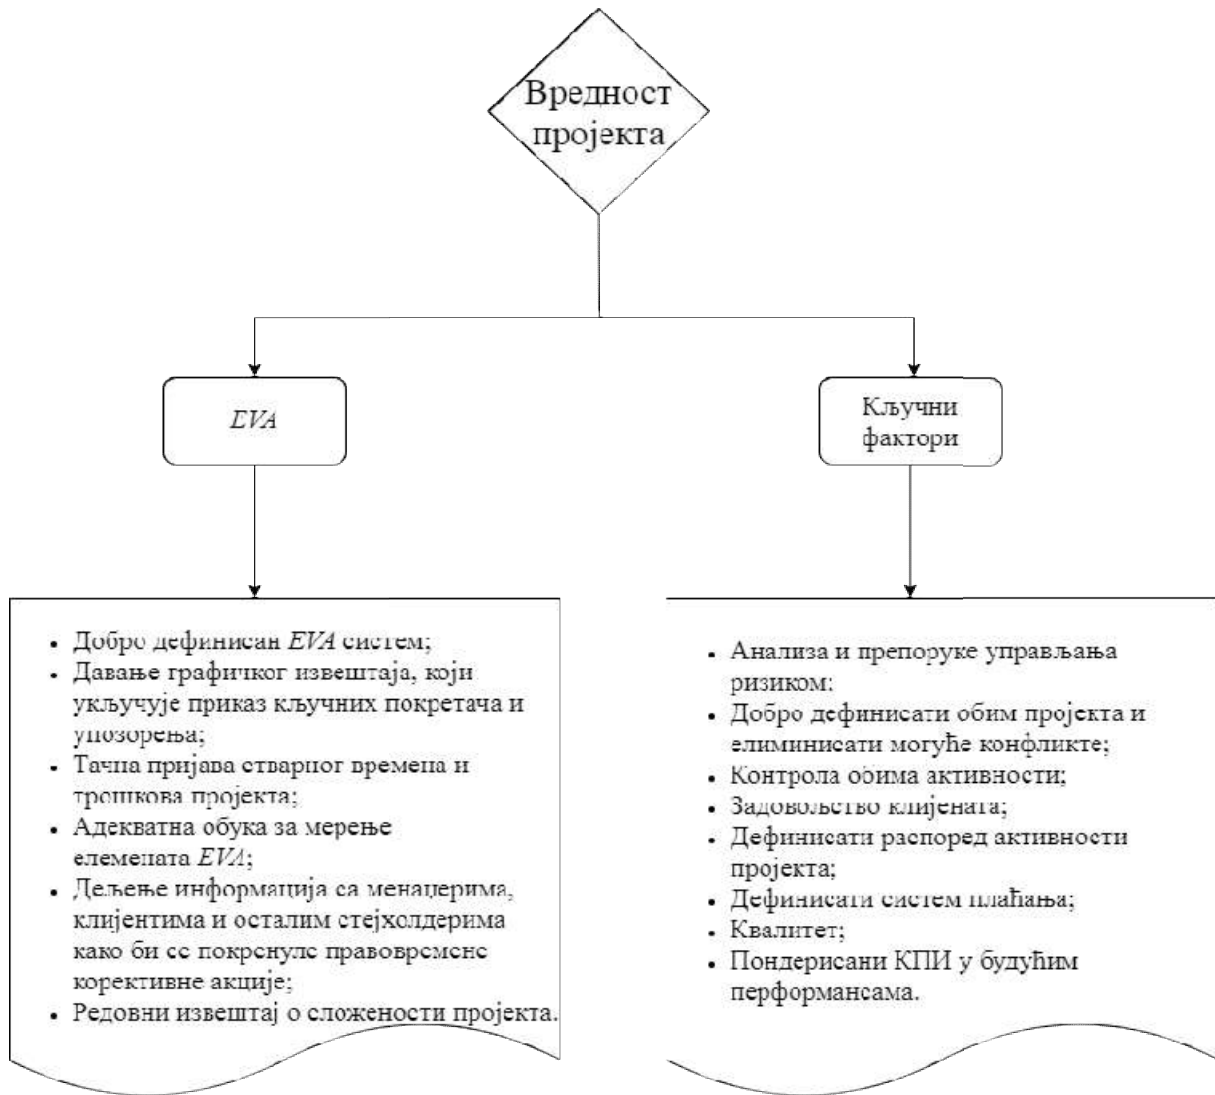 Вредност
пројекта
EVA
Кључни
фактори
• Добро дефинисан EVA систем;
• Давање графичког извештаја, који
укључује приказ кључних покретача и
упозорења;
• Тачна пријава стварног времена и
трошкова пројекта;
• Адекватна обука за мерење
елемената EVA;
• Дељење информација са менаџерима,
клијентима и осталим стејхолдерима
како би се покренуле правовремене
корективне акције;
• Редовни извештај о сложености пројекта.
• Анализа и препоруке управљања
ризиком;
• Добро дефинисати обим пројекта и
елиминисати могуће конфликте;
• Контрола обима активности;
• Задовољство клијената;
• Дефинисати распоред активности
пројекта;
• Дефинисати систем плаћања;
• Квалитет;
• Пондерисани КПИ у будућим
перформансама.